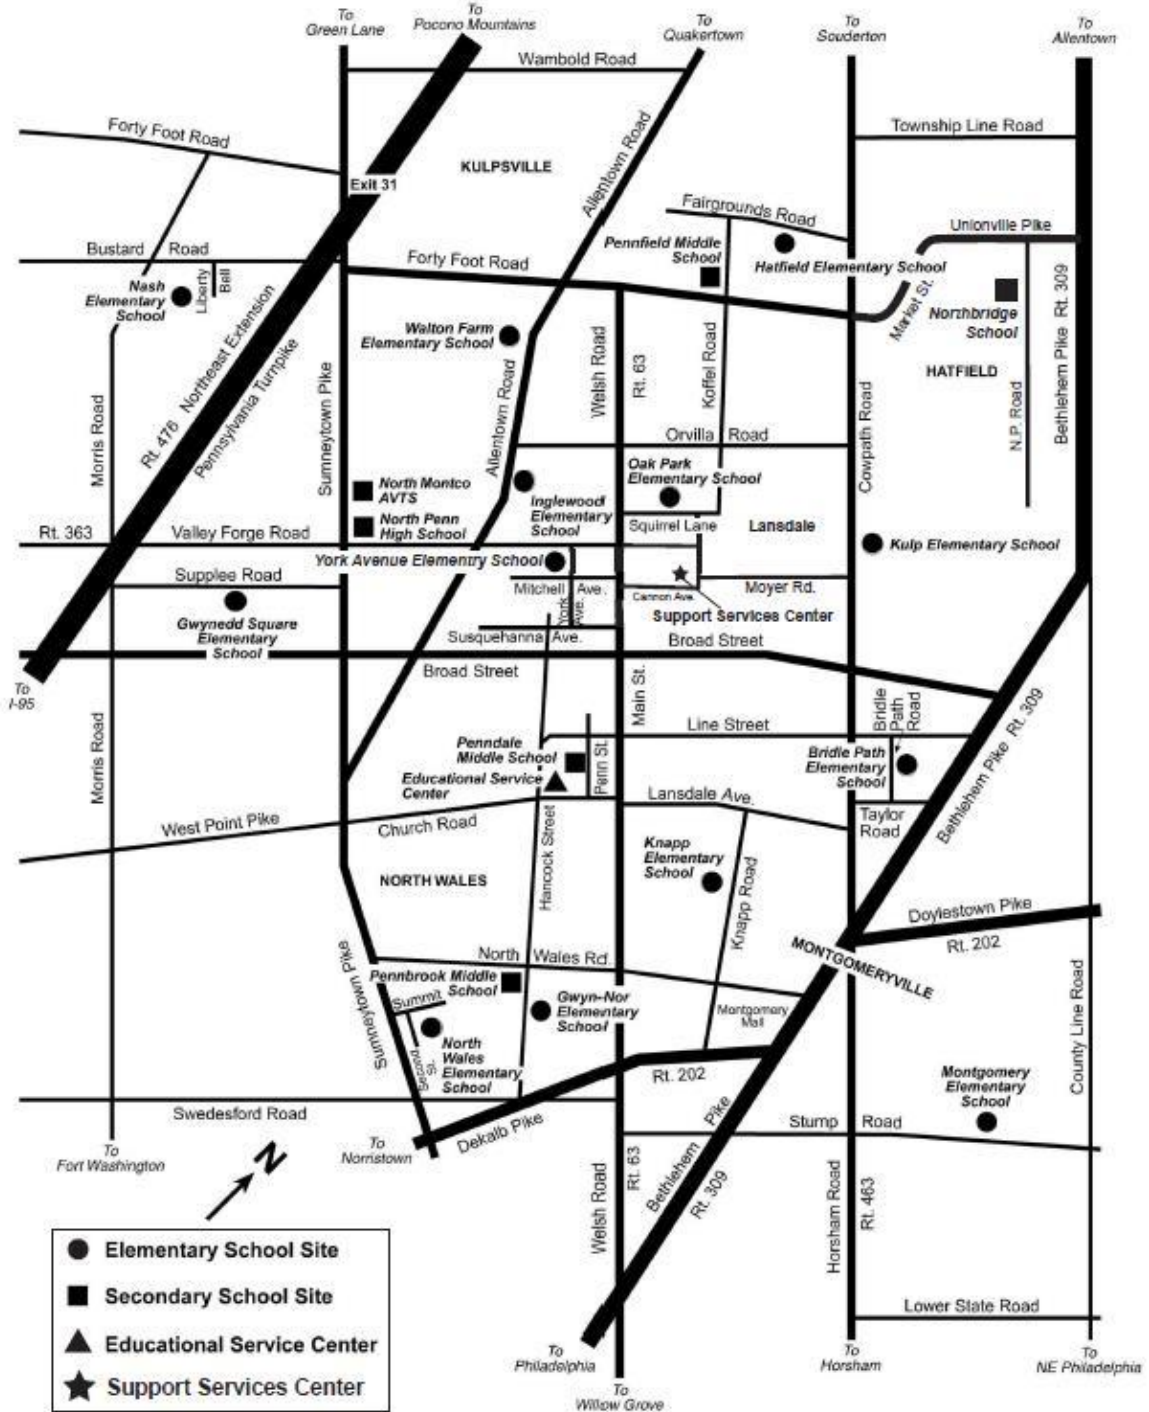 To
Green Lane
To
Pocono Mountains
To
Quakertown
To
Souderton
To
Allentown
Wambold Road
Forty Foot Road
KULPSVILLE
Allentown Road
Township Line Road
Exit 31
Fairgrounds Road
Unionville Pike
Bustard Road
Forty Foot Road
Pennfield Middle
School
Hatfield Elementary School
Nash
Elementary
School
Liberty
Bell
Market St.
Northbridge
School
Bethlehem Pike Rt. 309
Walton Farm
Elementary School
Rt. 476 Northeast Extension
Pennsylvania Turnpike
Sumneytown Pike
Allentown Road
Welsh Road
Rt. 63
Koffel Road
HATFIELD
Cowpath Road
N.P. Road
Morris Road
Orvilla Road
Oak Park
Elementary School
North Montco
AVTS
Inglewood
Elementary
School
North Penn
High School
Squirrel Lane
Lansdale
Rt. 363
Valley Forge Road
York Avenue Elementry School
Kulp Elementary School
Supplee Road
Mitchell Ave.
York
Ave.
Cannon Ave.
Moyer Rd.
Support Services Center
Gwynedd Square
Elementary
School
Susquehanna Ave.
Broad Street
Broad Street
To
I-95
Morris Road
Main St.
Line Street
Bridle
Path
Road
Bethlehem Pike Rt. 309
Penndale
Middle School
Educational Service
Center
Penn St.
Bridle Path
Elementary
School
Lansdale Ave.
Taylor
Road
West Point Pike
Church Road
Hancock Street
Knapp
Elementary
School
Knapp Road
NORTH WALES
Doylestown Pike
Rt. 202
MONTGOMERYVILLE
Sumneytown Pike
North Wales Rd.
Pennbrook Middle
School
Summit
Second
St.
Gwyn-Nor
Elementary
School
Montgomery
Mall
North
Wales
Elementary
School
County Line Road
Rt. 202
Montgomery
Elementary
School
Swedesford Road
Dekalb Pike
Stump Road
To
Fort Washington
To
Norristown
N
Bethlehem Pike
Rt. 309
Welsh Road
Rt. 63
Horsham Road
Rt. 463
Lower State Road
Elementary School Site
Secondary School Site
Educational Service Center
Support Services Center
To
Philadelphia
To
Willow Grove
To
Horsham
To
NE Philadelphia